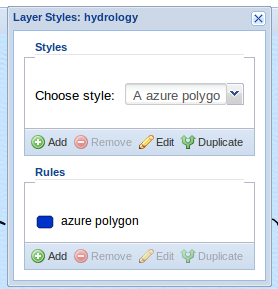 Layer Styles: hydrology
Styles
Choose style: A azure polygo
Add Remove Edit Duplicate
Rules
azure polygon
Add Remove Edit Duplicate